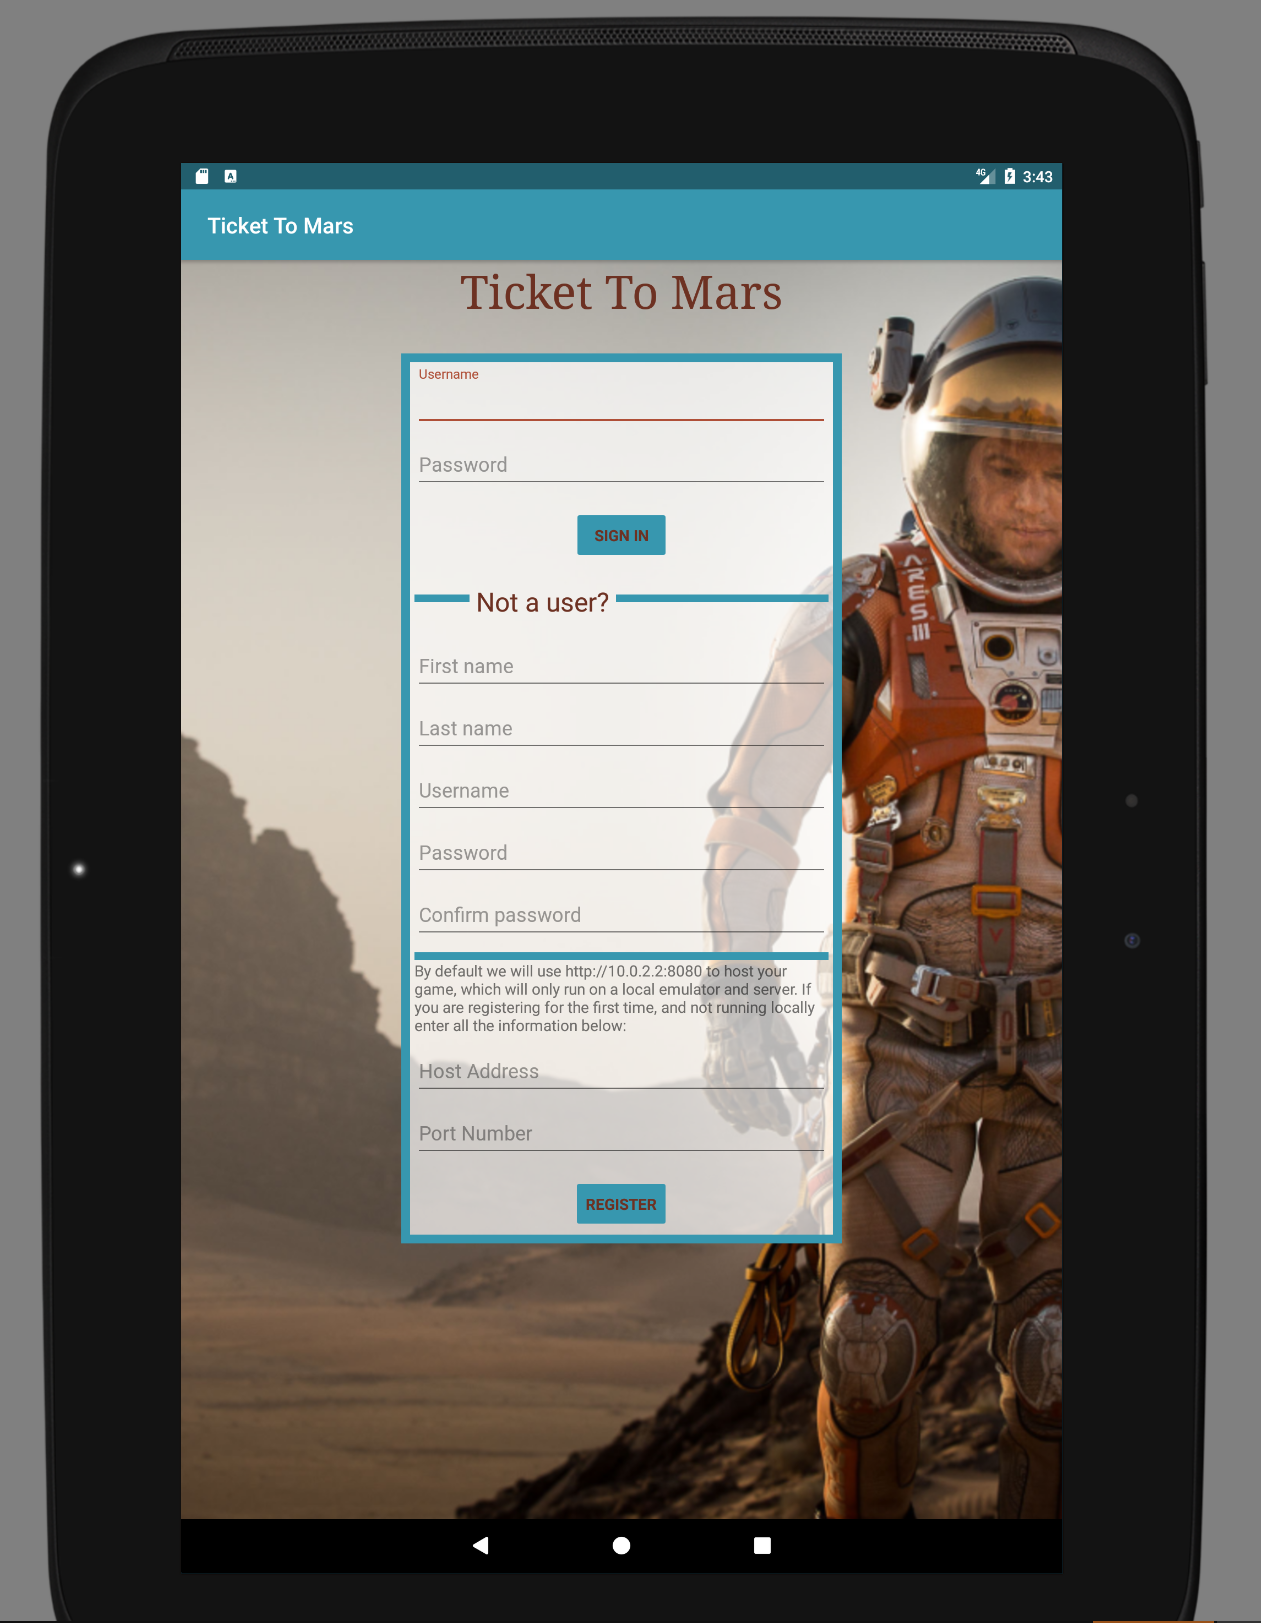 4G 3:43
Ticket To Mars
Ticket To Mars
Username
Password
SIGN IN
Not a user?
First name
Last name
Username
Password
Confirm password
By default we will use http://10.0.2.2:8080 to host your
game, which will only run on a local emulator and server. If
you are registering for the first time, and not running locally
enter all the information below:
Host Address
Port Number
REGISTER
ARES III